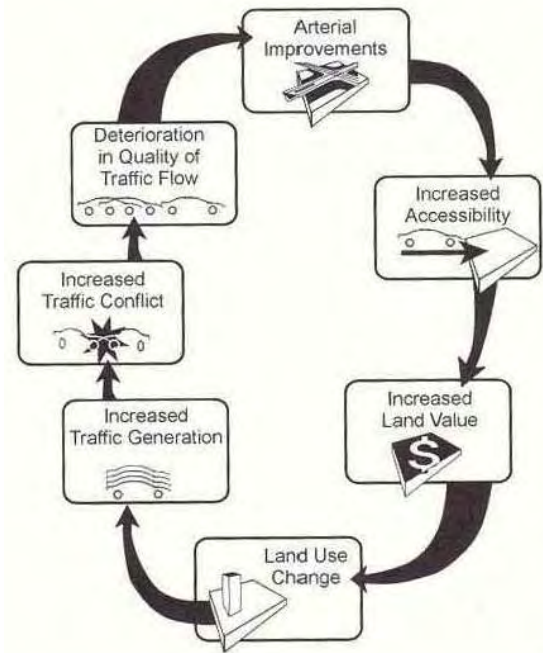 Arterial
Improvements
Increased
Accessibility
Increased
Land Value
$
Land Use
Change
Increased
Traffic Generation
Increased
Traffic Conflict
Deterioration
in Quality of
Traffic Flow